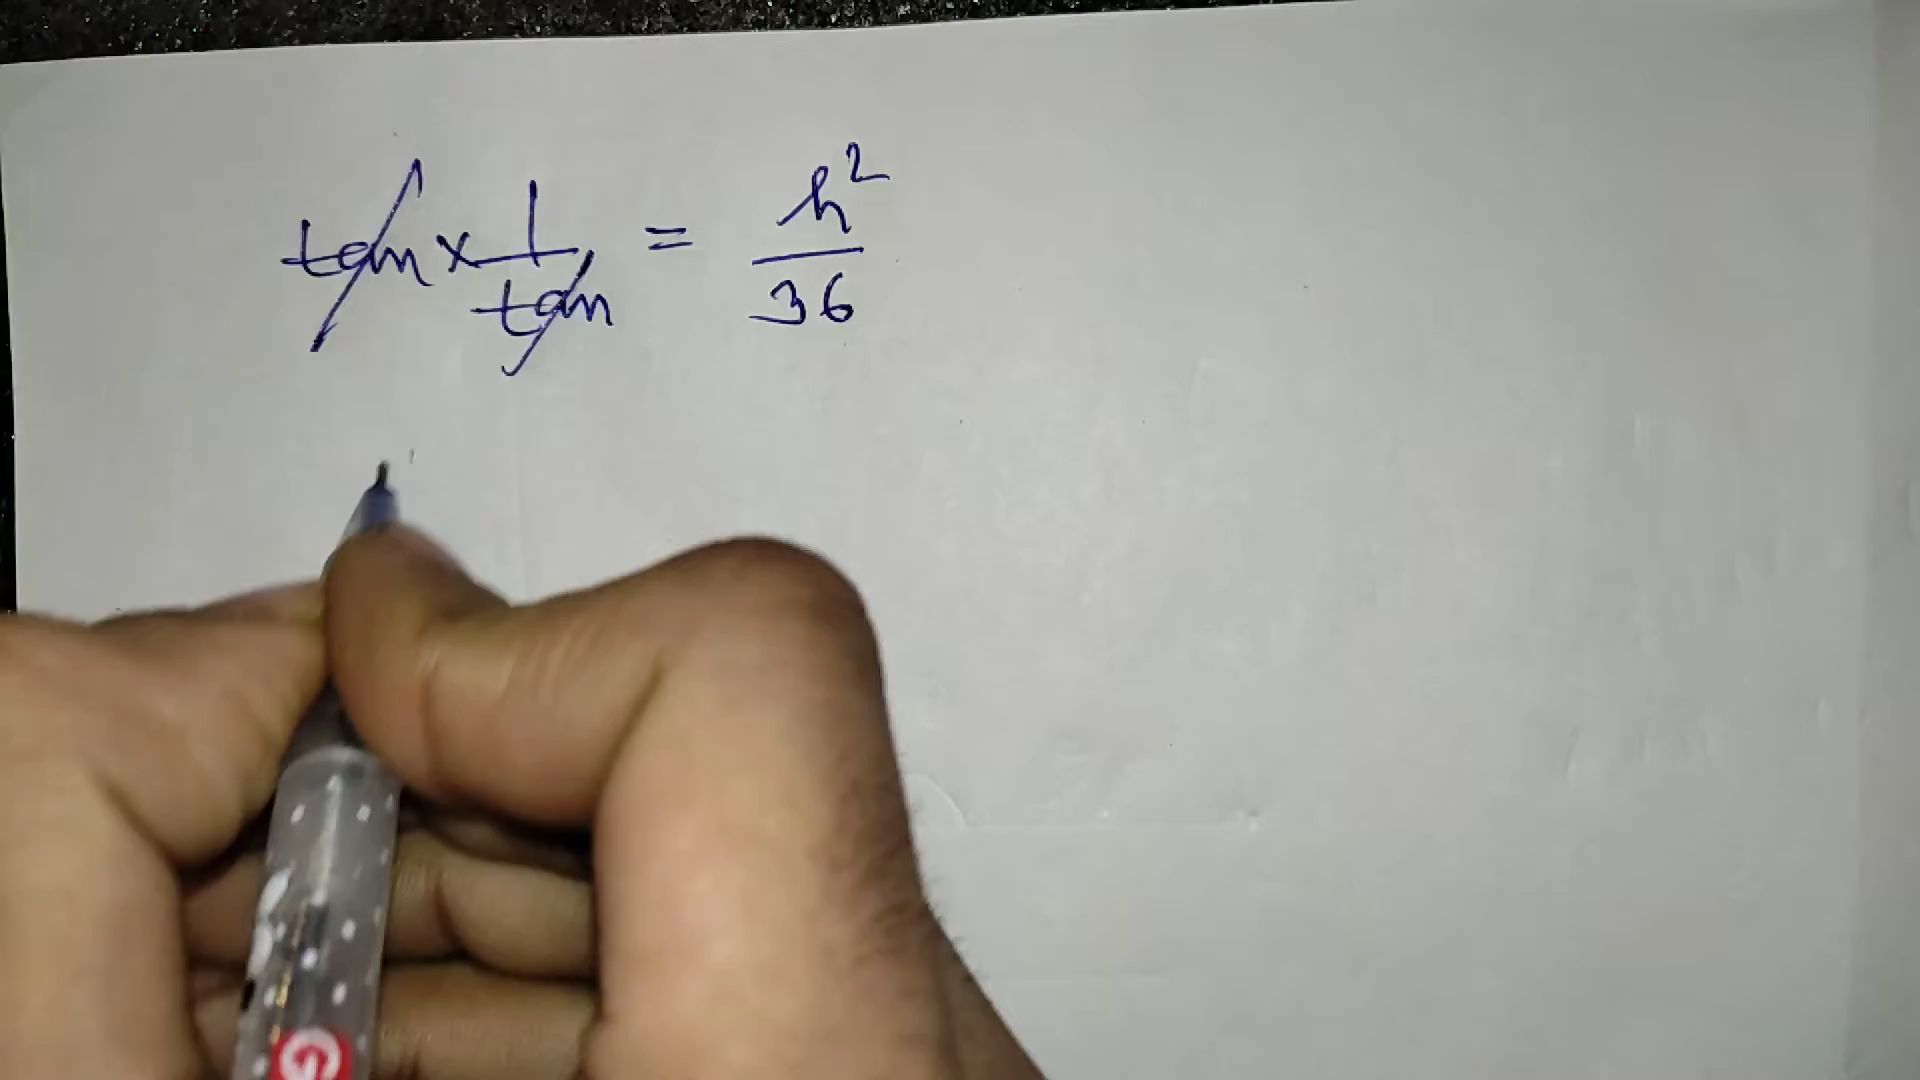 tan × 1/tan = h²/36
G